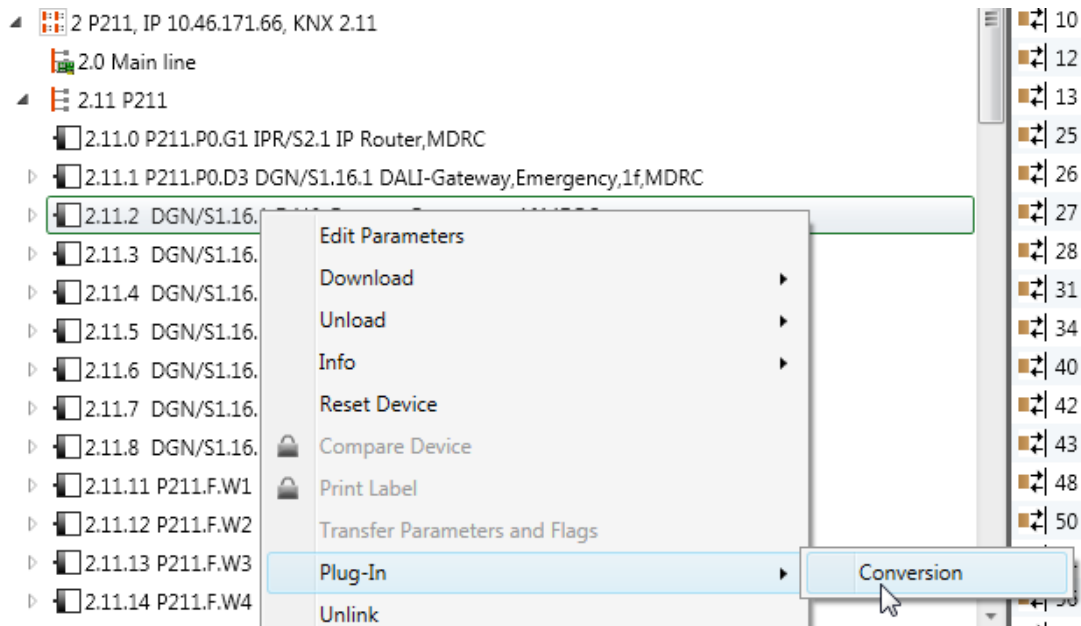 2 P211, IP 10.46.171.66, KNX 2.11
2.0 Main line
2.11 P211
2.11.0 P211.P0.G1 IPR/S2.1 IP Router,MDRC
2.11.1 P211.P0.D3 DGN/S1.16.1 DALI-Gateway,Emergency,1f,MDRC
2.11.2 DGN/S1.16.
2.11.3 DGN/S1.16.
2.11.4 DGN/S1.16.
2.11.5 DGN/S1.16.
2.11.6 DGN/S1.16.
2.11.7 DGN/S1.16.
2.11.8 DGN/S1.16.
2.11.11 P211.F.W1
2.11.12 P211.F.W2
2.11.13 P211.F.W3
2.11.14 P211.F.W4
Edit Parameters
Download
Unload
Info
Reset Device
Compare Device
Print Label
Transfer Parameters and Flags
Plug-In
Unlink
Conversion
10
12
13
25
26
27
28
31
34
40
42
43
48
50